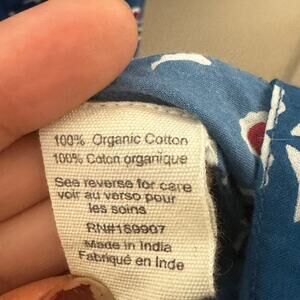 100% Organic Cotton
100% Coton organique
See reverse for care
voir au verso pour
les soins
RN#159907
Made in India
Fabriqué en Inde